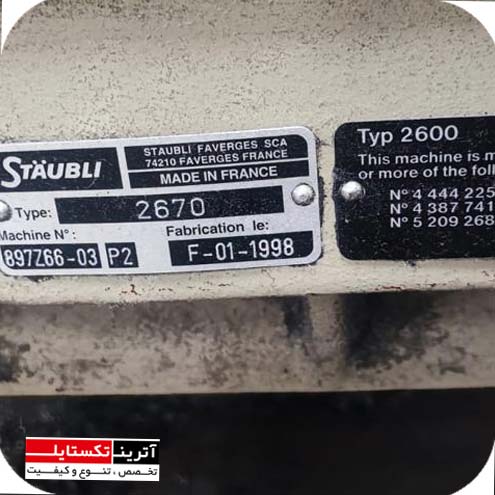 STÄUBLI
STAUBLI FAVERGES SCA
74210 FAVERGES FRANCE
MADE IN FRANCE
Type: 2670
Machine N°: Fabrication le:
897Z66-03 P2 F-01-1998
Typ 2600
This machine is m
or more of the follo
N° 4 444 225
N° 4 387 741
N° 5 209 268
آترین تکستایل
تخصص ، تنوع و کیفیت